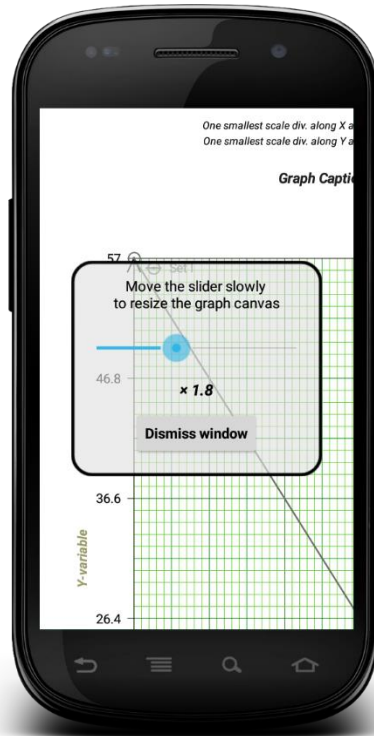 One smallest scale div. along X a
One smallest scale div. along Y a
Graph Captio
57
Set I
Move the slider slowly
to resize the graph canvas
46.8
× 1.8
Dismiss window
36.6
Y-variable
26.4